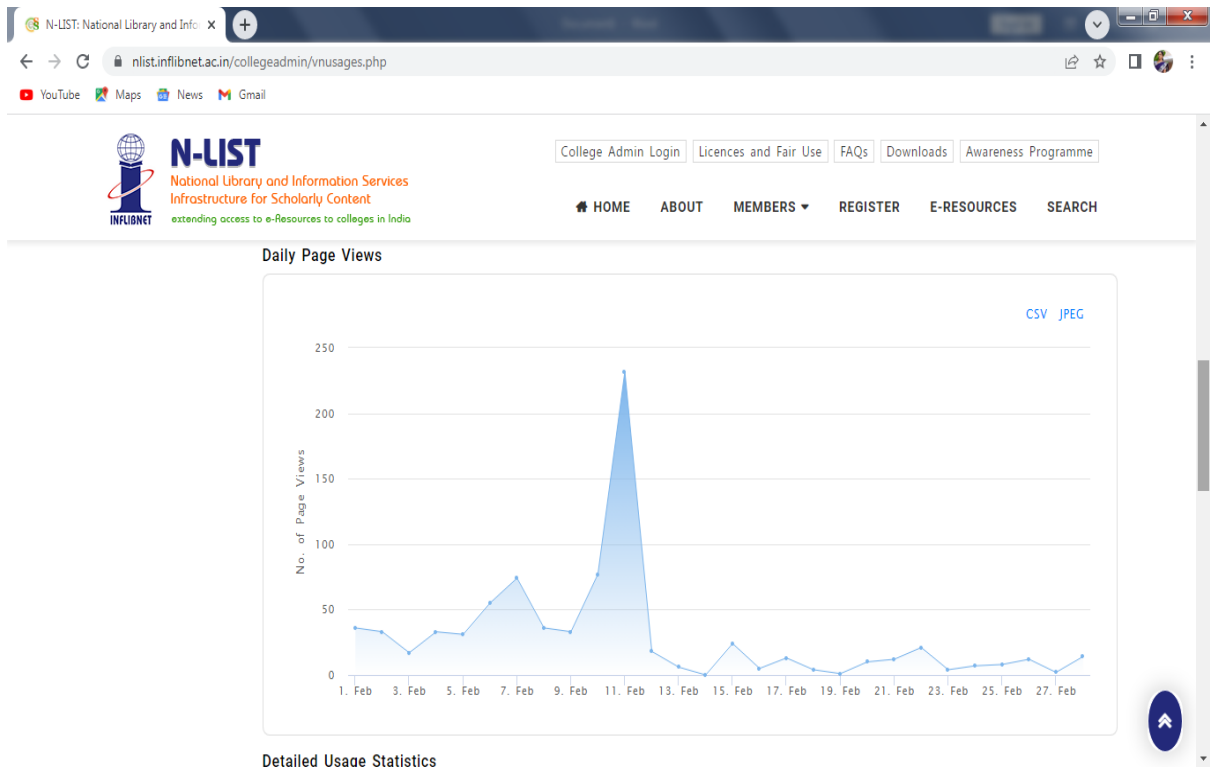 N-LIST: National Library and Info
nlist.inflibnet.ac.in/collegeadmin/vnusages.php
YouTube Maps News Gmail
INFLIBNET
N-LIST
National Library and Information Services
Infrastructure for Scholarly Content
extending access to e-Resources to colleges in India
College Admin Login Licences and Fair Use FAQs Downloads Awareness Programme
HOME ABOUT MEMBERS REGISTER E-RESOURCES SEARCH
Daily Page Views
CSV JPEG
No. of Page Views
250
200
150
100
50
0
1. Feb 3. Feb 5. Feb 7. Feb 9. Feb 11. Feb 13. Feb 15. Feb 17. Feb 19. Feb 21. Feb 23. Feb 25. Feb 27. Feb
Detailed Usage Statistics